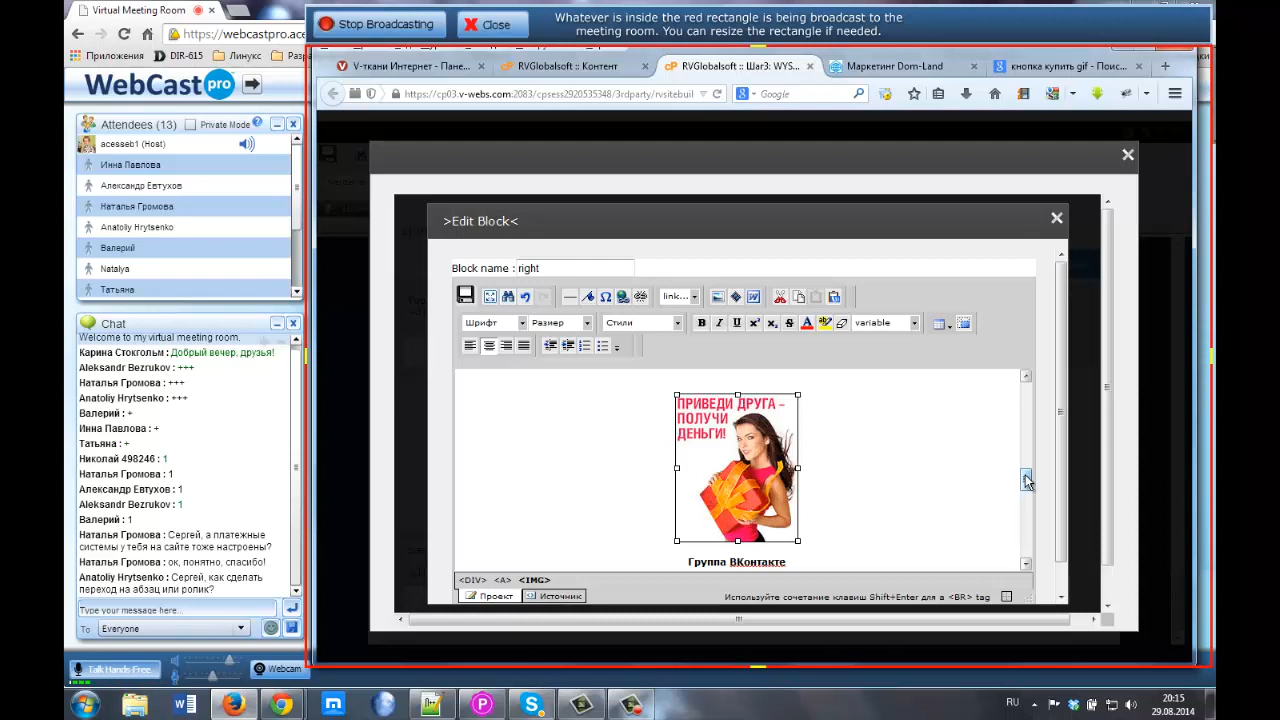 Virtual Meeting Room
https://webcastpro.ace
Приложения DIR-615 Линукс Разр
WebCast pro
Attendees (13) Private Mode ?
acesseb1 (Host)
Инна Павлова
Александр Евтухов
Наталья Громова
Anatoliy Hrytsenko
Валерий
Natalya
Татьяна
Chat
Welcome to my virtual meeting room.
Карина Стокгольм : Добрый вечер, друзья!
Aleksandr Bezrukov : +++
Наталья Громова : +++
Anatoliy Hrytsenko : +++
Валерий : +
Инна Павлова : +
Татьяна : +
Николай 498246 : 1
Наталья Громова : 1
Александр Евтухов : 1
Aleksandr Bezrukov : 1
Валерий : 1
Наталья Громова : Сергей, а платежные
системы у тебя на сайте тоже настроены?
Наталья Громова : ок, понятно, спасибо!
Anatoliy Hrytsenko : Сергей, как сделать
переход на абзац или ролик?
Type your message here...
To Everyone
Talk Hands-Free
Webcam
Stop Broadcasting
Close
Whatever is inside the red rectangle is being broadcast to the
meeting room. You can resize the rectangle if needed.
V-ткани Интернет - Пане...
RVGlobalsoft :: Контент
RVGlobalsoft :: Шаг3: WYS...
Маркетинг Dom-Land
кнопка купить gif - Поис...
https://cp03.v-webs.com:2083/cpsess2920535348/3rdparty/rvsitebuil
Google
>Edit Block<
Block name : right
link...
Шрифт Размер Стили variable
ПРИВЕДИ ДРУГА –
ПОЛУЧИ
ДЕНЬГИ!
Группа ВКонтакте
<DIV> <A> <IMG>
Проект Источник Используйте сочетание клавиш Shift+Enter для а <BR> tag
RU
20:15
29.08.2014